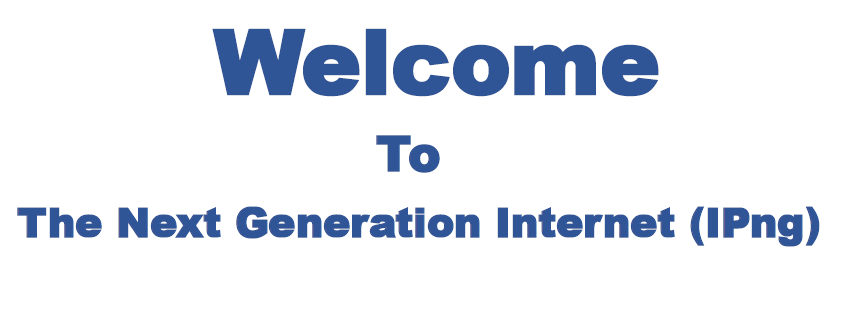 Welcome
To
The Next Generation Internet (IPng)